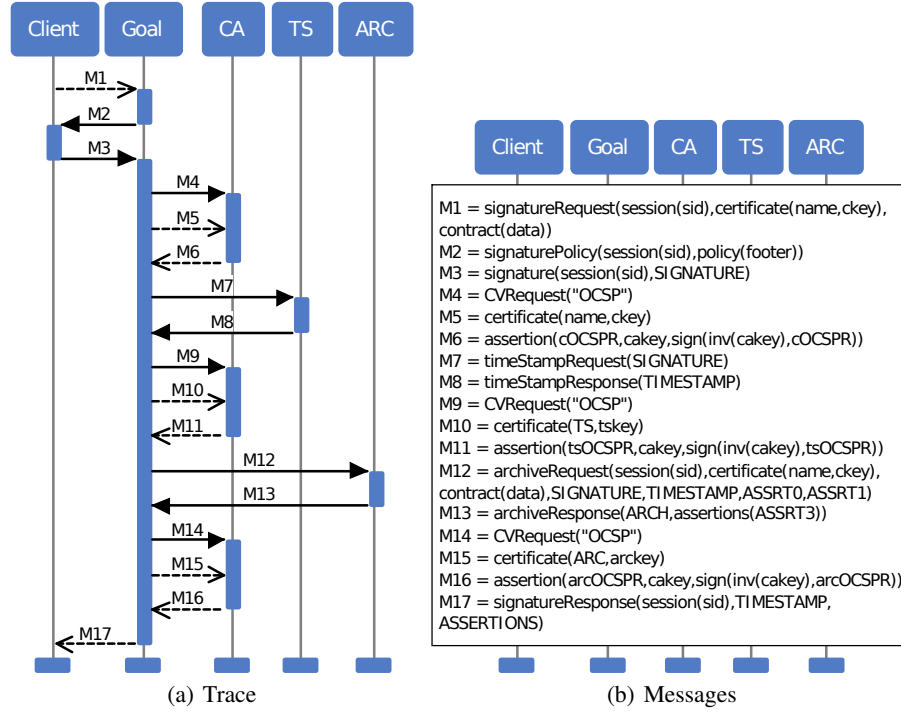 Client Goal CA TS ARC
M1
M2
M3
M4
M5
M6
M7
M8
M9
M10
M11
M12
M13
M14
M15
M16
M17
(a) Trace
Client Goal CA TS ARC
M1 = signatureRequest(session(sid),certificate(name,ckey),
contract(data))
M2 = signaturePolicy(session(sid),policy(footer))
M3 = signature(session(sid),SIGNATURE)
M4 = CVRequest("OCSP")
M5 = certificate(name,ckey)
M6 = assertion(cOCSPR,cakey,sign(inv(cakey),cOCSPR))
M7 = timeStampRequest(SIGNATURE)
M8 = timeStampResponse(TIMESTAMP)
M9 = CVRequest("OCSP")
M10 = certificate(TS,tskey)
M11 = assertion(tsOCSPR,cakey,sign(inv(cakey),tsOCSPR))
M12 = archiveRequest(session(sid),certificate(name,ckey),
contract(data),SIGNATURE,TIMESTAMP,ASSRT0,ASSRT1)
M13 = archiveResponse(ARCH,assertions(ASSRT3))
M14 = CVRequest("OCSP")
M15 = certificate(ARC,arckey)
M16 = assertion(arcOCSPR,cakey,sign(inv(cakey),arcOCSPR))
M17 = signatureResponse(session(sid),TIMESTAMP,
ASSERTIONS)
(b) Messages